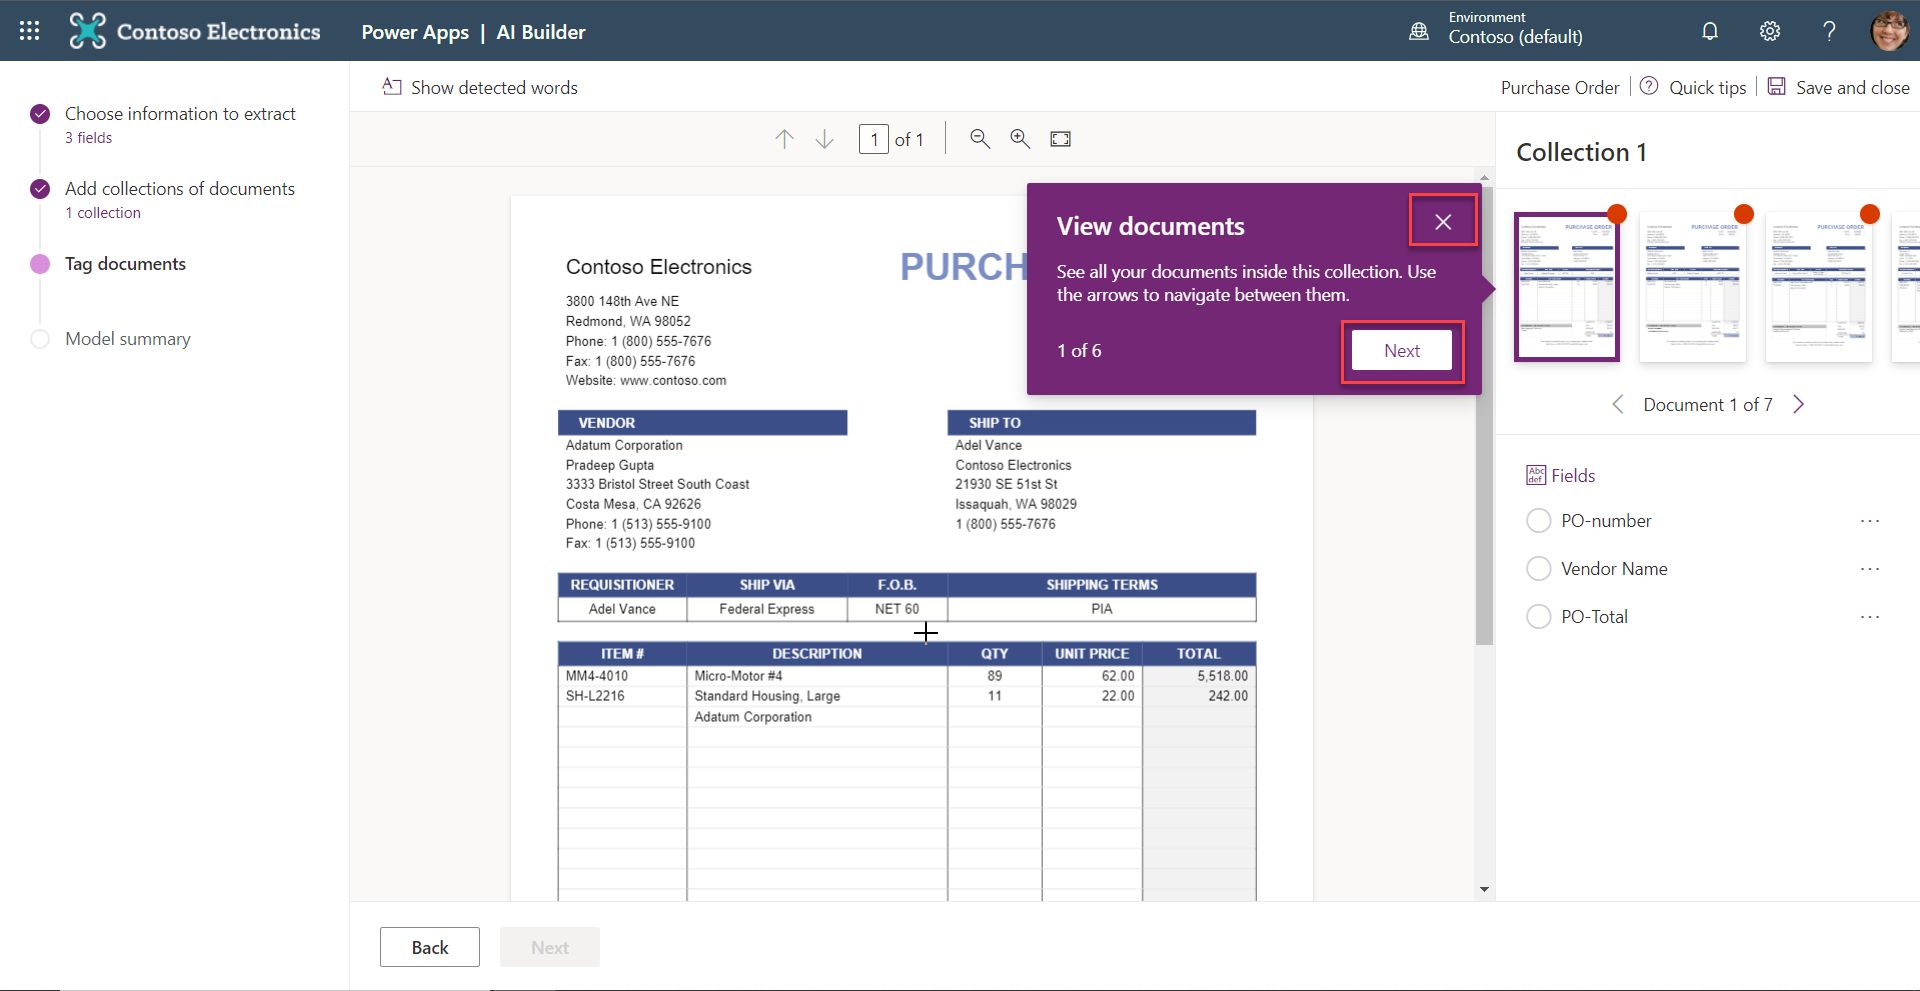 Contoso Electronics
Power Apps | AI Builder
Environment
Contoso (default)
?
Choose information to extract
3 fields
Add collections of documents
1 collection
Tag documents
Model summary
Show detected words
Purchase Order
Quick tips
Save and close
1 of 1
Contoso Electronics
3800 148th Ave NE
Redmond, WA 98052
Phone: 1 (800) 555-7676
Fax: 1 (800) 555-7676
Website: www.contoso.com
PURCH
View documents
See all your documents inside this collection. Use
the arrows to navigate between them.
1 of 6
Next
VENDOR
Adatum Corporation
Pradeep Gupta
3333 Bristol Street South Coast
Costa Mesa, CA 92626
Phone: 1 (513) 555-9100
Fax: 1 (513) 555-9100
SHIP TO
Adel Vance
Contoso Electronics
21930 SE 51st St
Issaquah, WA 98029
1 (800) 555-7676
REQUISITIONER SHIP VIA F.O.B. SHIPPING TERMS
Adel Vance Federal Express NET 60 PIA
ITEM # DESCRIPTION QTY UNIT PRICE TOTAL
MM4-4010 Micro-Motor #4 89 62.00 5,518.00
SH-L2216 Standard Housing, Large 11 22.00 242.00
Adatum Corporation
Back
Next
Collection 1
PURCHASE ORDER
PURCHASE ORDER
PURCHASE ORDER
Document 1 of 7
Abc
def
Fields
PO-number
Vendor Name
PO-Total